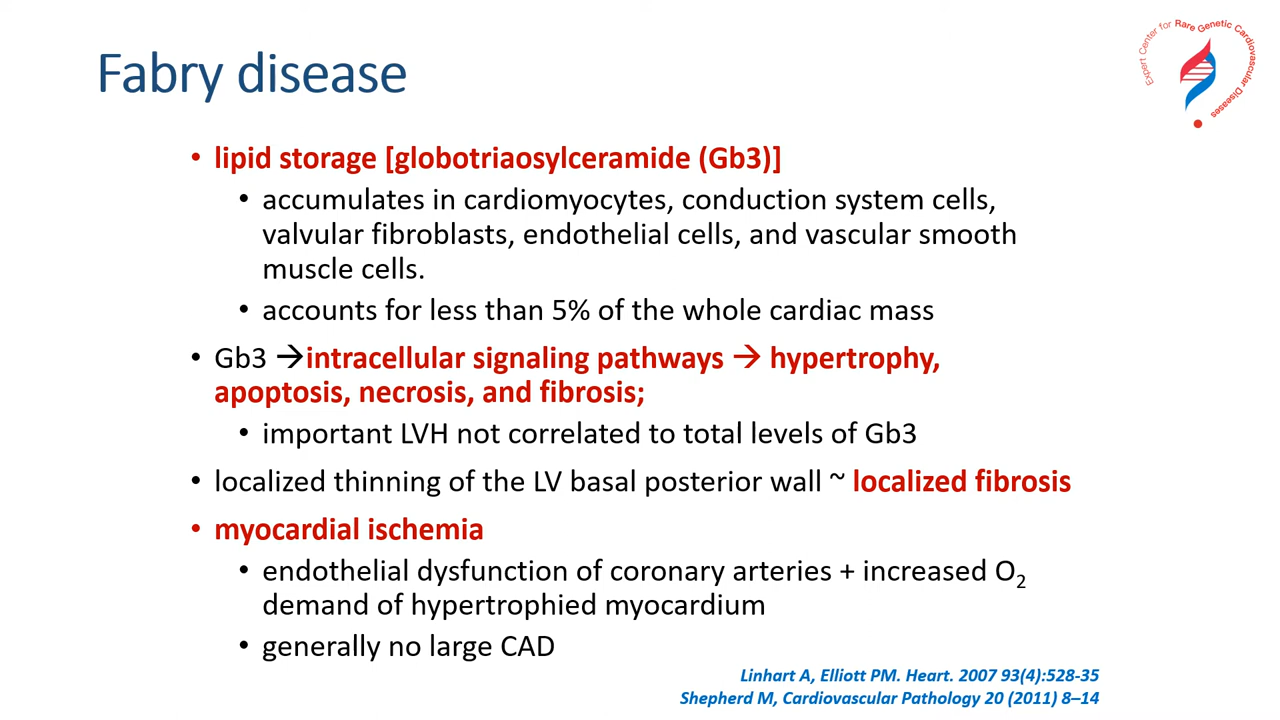 Fabry disease
Expert Center for Rare Genetic Cardiovascular Diseases
• lipid storage [globotriaosylceramide (Gb3)]
• accumulates in cardiomyocytes, conduction system cells,
valvular fibroblasts, endothelial cells, and vascular smooth
muscle cells.
• accounts for less than 5% of the whole cardiac mass
• Gb3 →intracellular signaling pathways → hypertrophy,
apoptosis, necrosis, and fibrosis;
• important LVH not correlated to total levels of Gb3
• localized thinning of the LV basal posterior wall ~ localized fibrosis
• myocardial ischemia
• endothelial dysfunction of coronary arteries + increased O₂
demand of hypertrophied myocardium
• generally no large CAD
Linhart A, Elliott PM. Heart. 2007 93(4):528-35
Shepherd M, Cardiovascular Pathology 20 (2011) 8–14